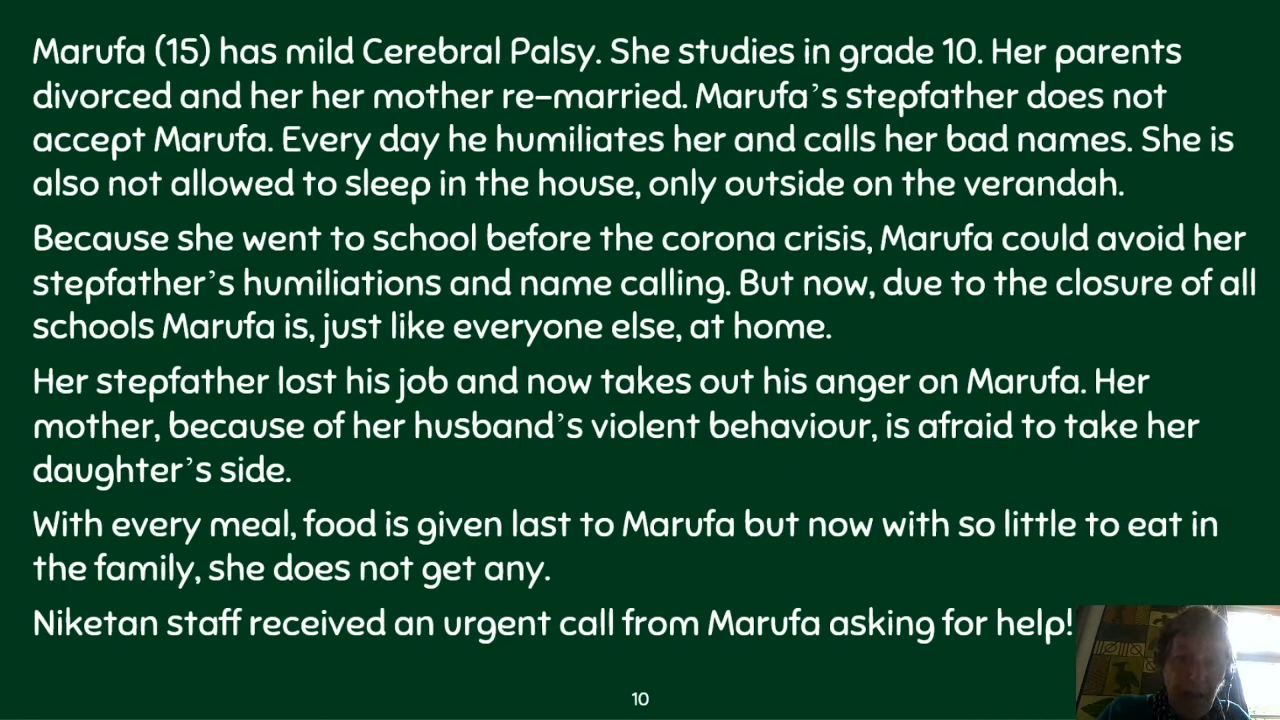 Marufa (15) has mild Cerebral Palsy. She studies in grade 10. Her parents
divorced and her her mother re-married. Marufa's stepfather does not
accept Marufa. Every day he humiliates her and calls her bad names. She is
also not allowed to sleep in the house, only outside on the verandah.
Because she went to school before the corona crisis, Marufa could avoid her
stepfather's humiliations and name calling. But now, due to the closure of all
schools Marufa is, just like everyone else, at home.
Her stepfather lost his job and now takes out his anger on Marufa. Her
mother, because of her husband's violent behaviour, is afraid to take her
daughter's side.
With every meal, food is given last to Marufa but now with so little to eat in
the family, she does not get any.
Niketan staff received an urgent call from Marufa asking for help!
10